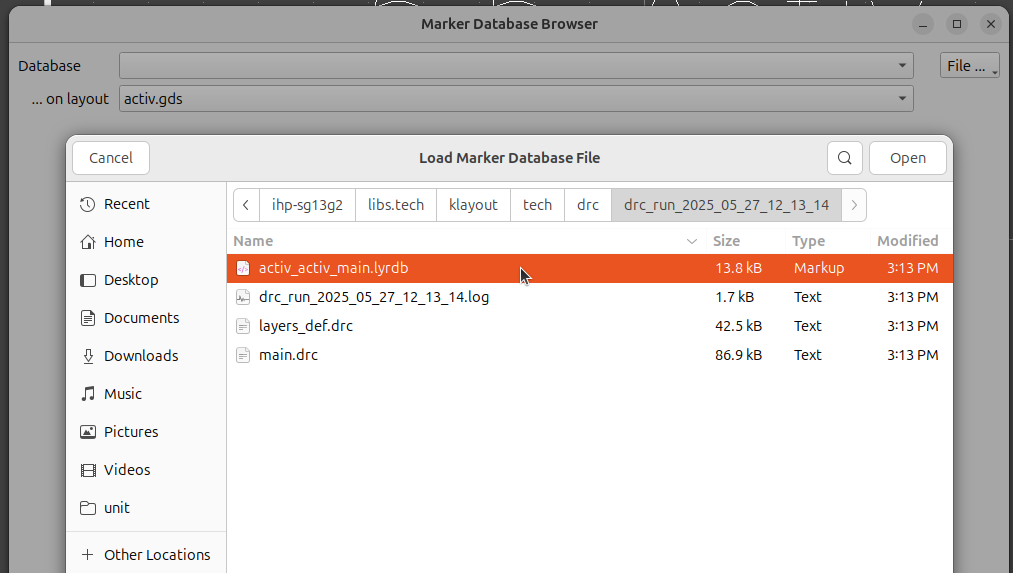 Marker Database Browser
Database
File ...
... on layout
activ.gds
Cancel
Load Marker Database File
Open
Recent
Home
Desktop
Documents
Downloads
Music
Pictures
Videos
unit
Other Locations
ihp-sg13g2 libs.tech klayout tech drc drc_run_2025_05_27_12_13_14
Name Size Type Modified
activ_activ_main.lyrdb 13.8 kB Markup 3:13 PM
drc_run_2025_05_27_12_13_14.log 1.7 kB Text 3:13 PM
layers_def.drc 42.5 kB Text 3:13 PM
main.drc 86.9 kB Text 3:13 PM